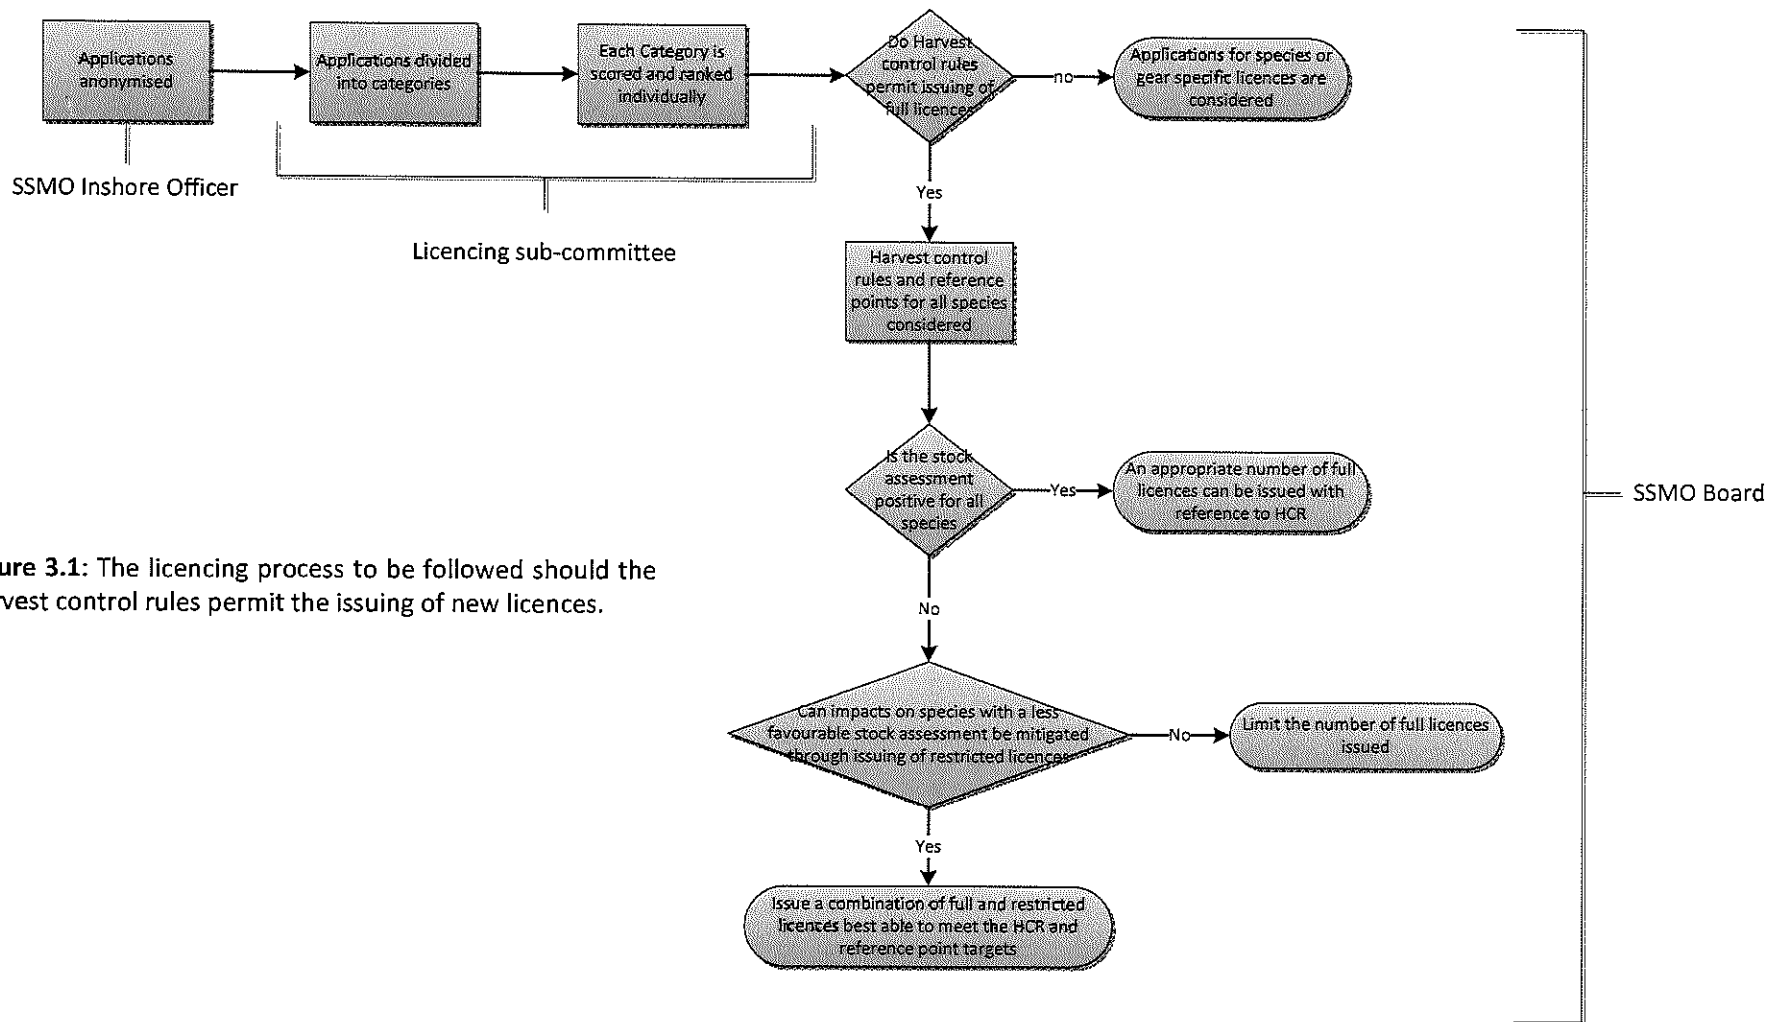 Applications
anonymised
Applications divided
into categories
Each Category is
scored and ranked
individually
Do Harvest
control rules
permit issuing of
full licences
no
Applications for species or
gear specific licences are
considered
SSMO Inshore Officer
Licencing sub-committee
Yes
Harvest control
rules and reference
points for all species
considered
Is the stock
assessment
positive for all
species
Yes
An appropriate number of full
licences can be issued with
reference to HCR
SSMO Board
ure 3.1: The licencing process to be followed should the
vest control rules permit the issuing of new licences.
No
Can impacts on species with a less
favourable stock assessment be mitigated
through issuing of restricted licences
No
Limit the number of full licences
issued
Yes
Issue a combination of full and restricted
licences best able to meet the HCR and
reference point targets